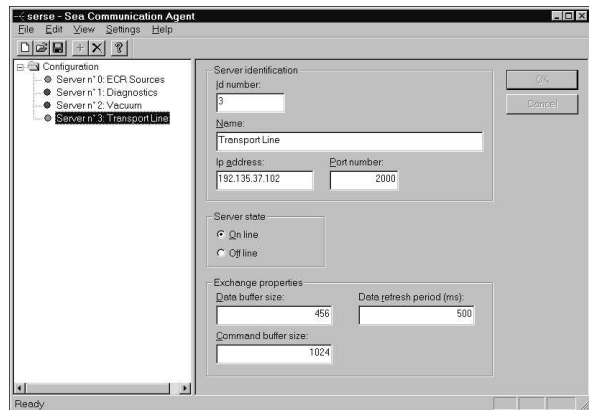 serse - Sea Communication Agent
File Edit View Settings Help
Configuration
Server n°0: ECR Sources
Server n°1: Diagnostics
Server n°2: Vacuum
Server n°3: Transport Line
Server identification
Id number:
3
Name:
Transport Line
Ip address: Port number:
192.135.37.102 2000
Server state
On line
Off line
Exchange properties
Data buffer size: Data refresh period (ms):
456 500
Command buffer size:
1024
OK
Cancel
Ready